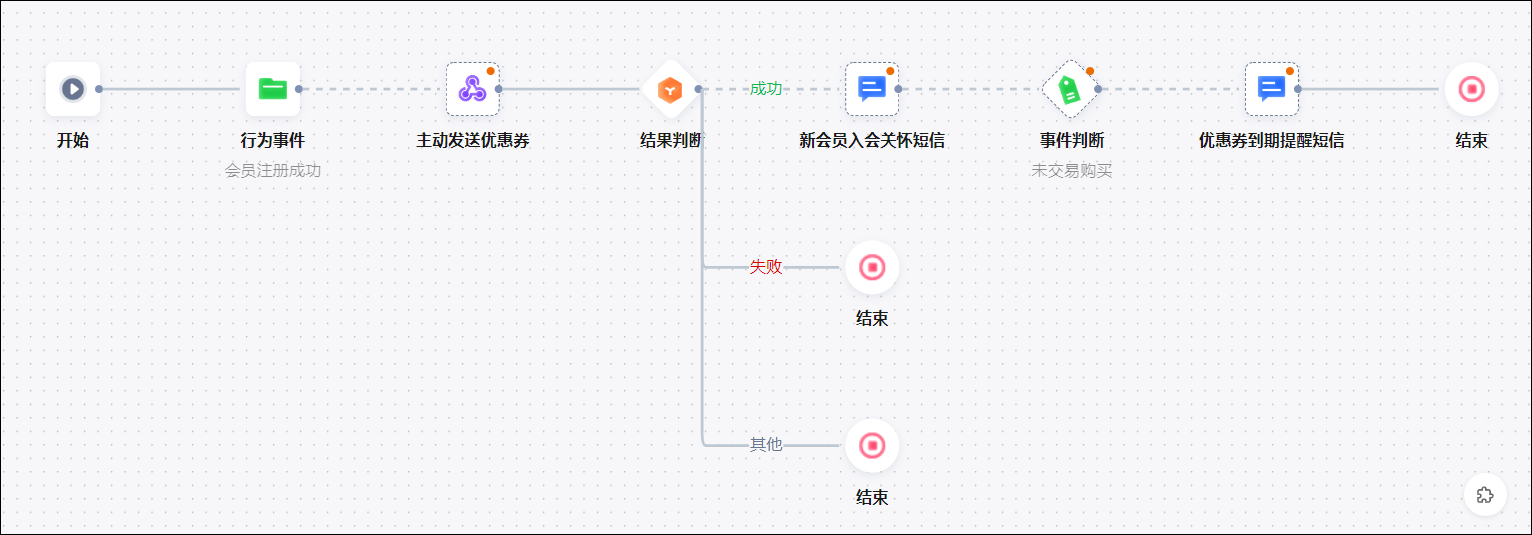 成功
开始
行为事件
主动发送优惠券
结果判断
新会员入会关怀短信
事件判断
优惠券到期提醒短信
结束
会员注册成功
未交易购买
失败
结束
其他
结束